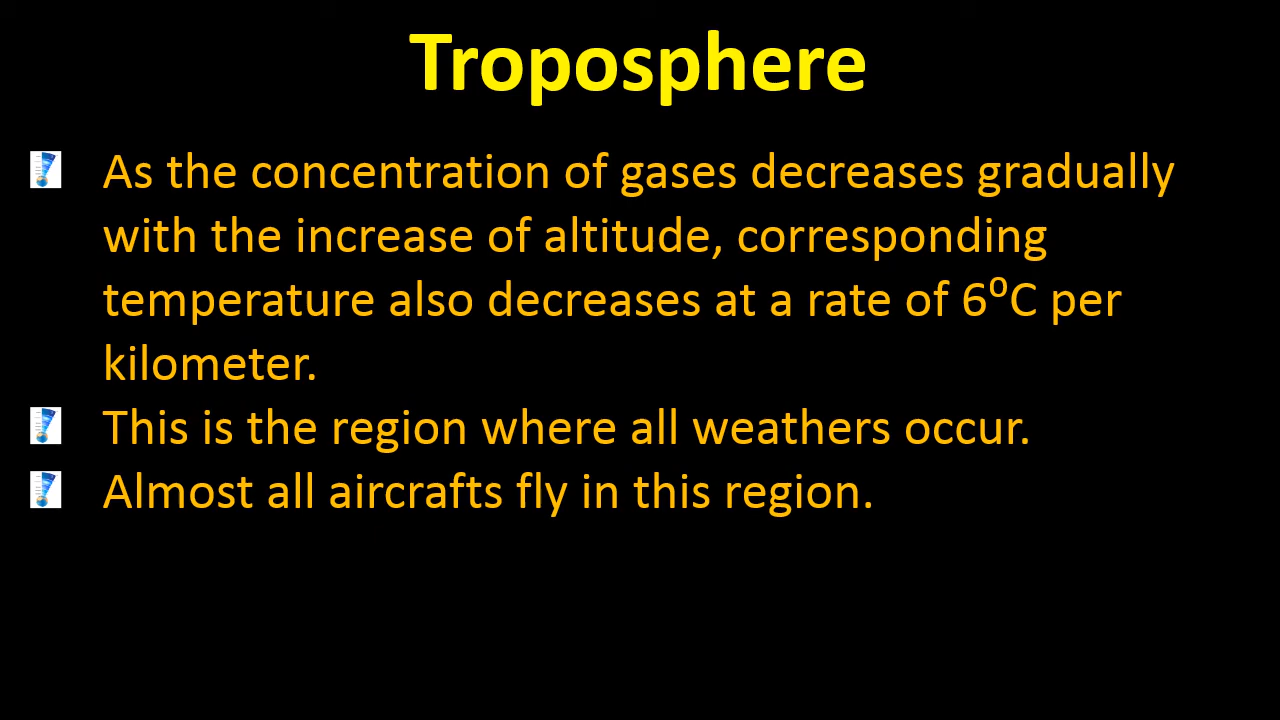 Troposphere
As the concentration of gases decreases gradually
with the increase of altitude, corresponding
temperature also decreases at a rate of 6⁰C per
kilometer.
This is the region where all weathers occur.
Almost all aircrafts fly in this region.